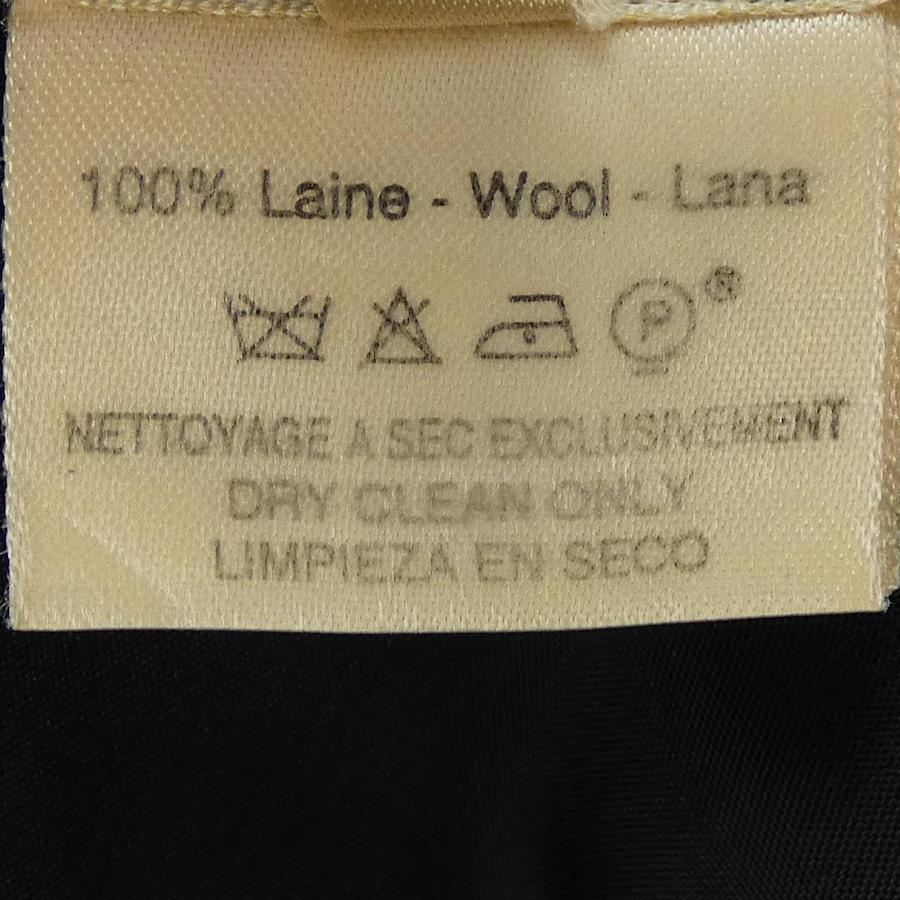 100% Laine - Wool - Lana
P ®
NETTOYAGE A SEC EXCLUSIVEMENT
DRY CLEAN ONLY
LIMPIEZA EN SECO